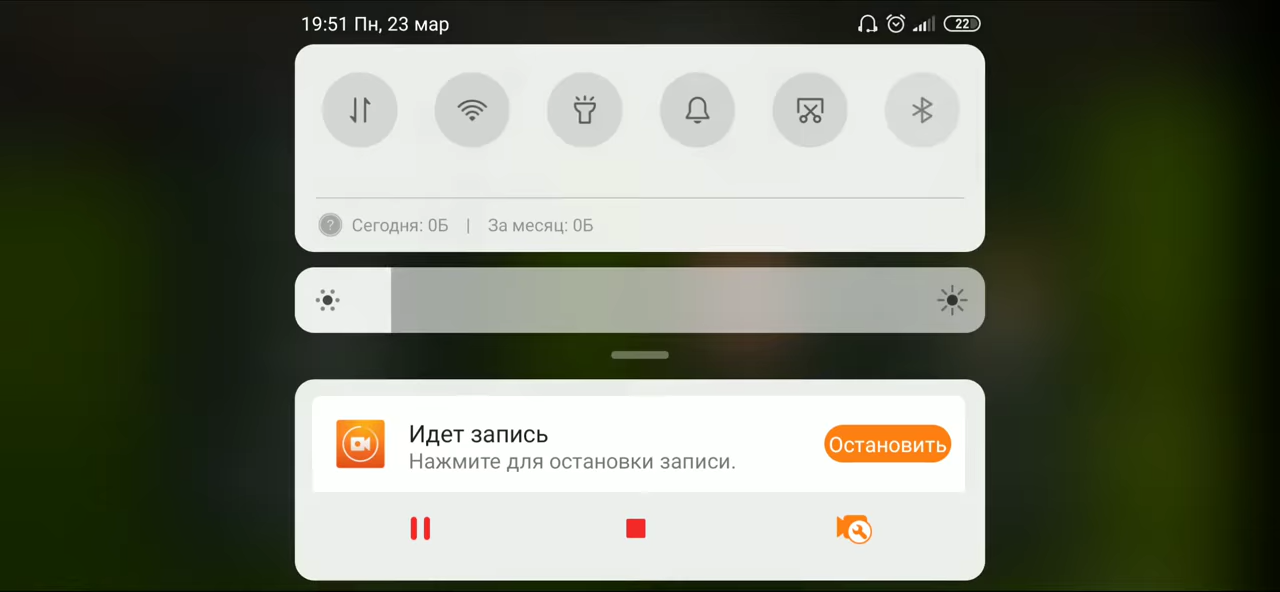 19:51 Пн, 23 мар
22
? Сегодня: 0Б | За месяц: 0Б
Идет запись
Нажмите для остановки записи.
Остановить